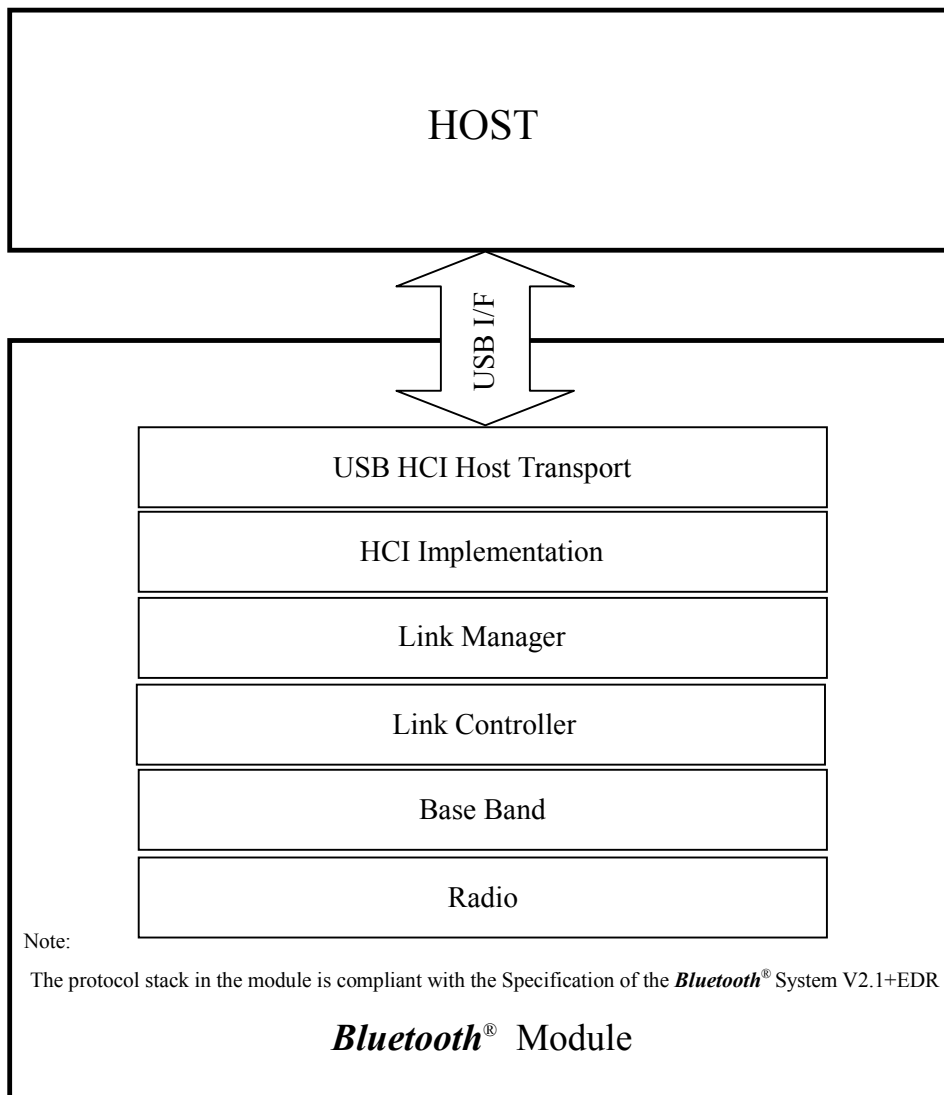 HOST
USB I/F
USB HCI Host Transport
HCI Implementation
Link Manager
Link Controller
Base Band
Radio
Note:
The protocol stack in the module is compliant with the Specification of the Bluetooth® System V2.1+EDR
Bluetooth® Module